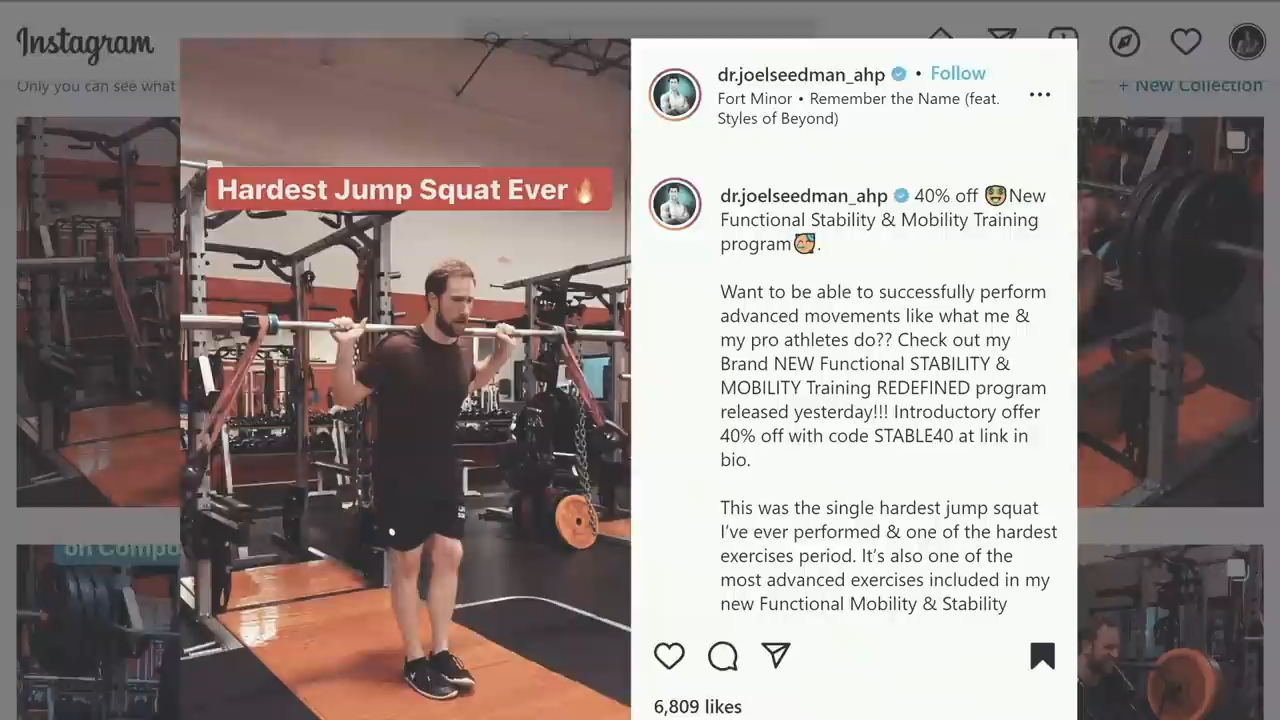 Instagram
Only you can see what
+ New Collection
on Compo
Hardest Jump Squat Ever🔥
dr.joelseedman_ahp • Follow
Fort Minor • Remember the Name (feat.
Styles of Beyond)
dr.joelseedman_ahp 40% off 🤑New
Functional Stability & Mobility Training
program🥳.
Want to be able to successfully perform
advanced movements like what me &
my pro athletes do?? Check out my
Brand NEW Functional STABILITY &
MOBILITY Training REDEFINED program
released yesterday!!! Introductory offer
40% off with code STABLE40 at link in
bio.
This was the single hardest jump squat
I've ever performed & one of the hardest
exercises period. It's also one of the
most advanced exercises included in my
new Functional Mobility & Stability
6,809 likes